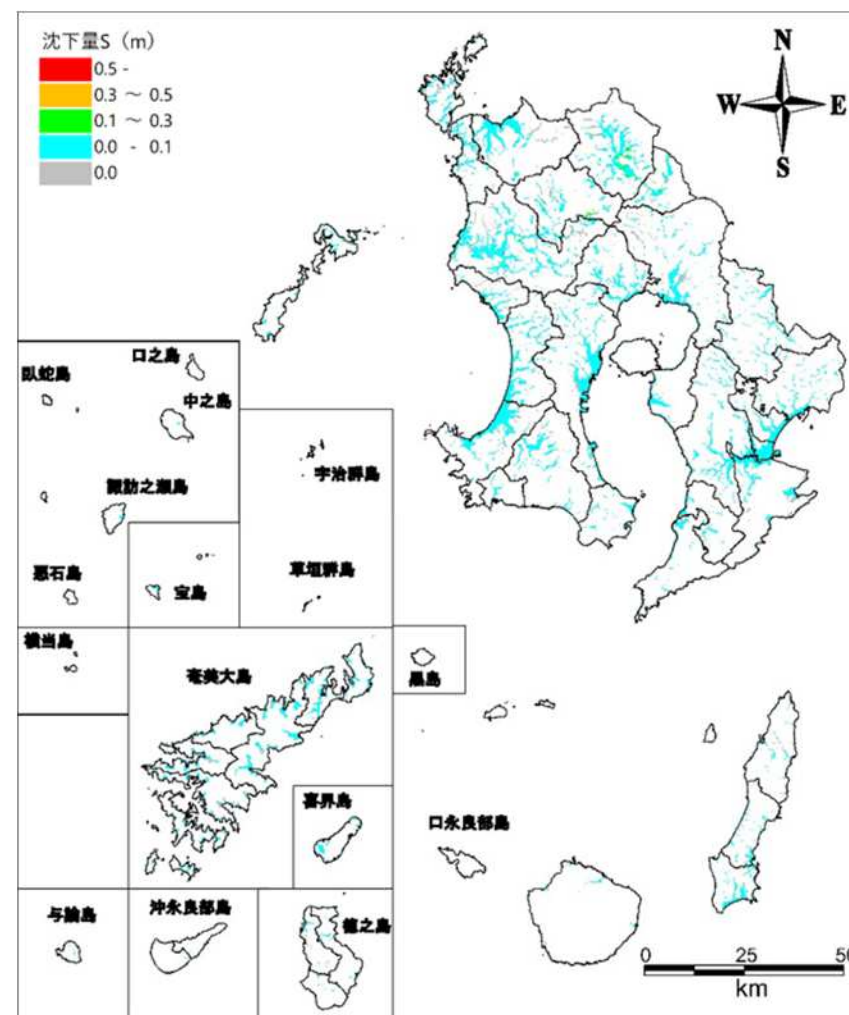 沈下量S（m）
0.5 -
0.3 ～ 0.5
0.1 ～ 0.3
0.0 - 0.1
0.0
N
W
E
S
口之島
臥蛇島
中之島
諏訪之瀬島
宇治群島
悪石島
宝島
草垣群島
横当島
奄美大島
黒島
喜界島
口永良部島
与論島
沖永良部島
徳之島
0 25 50
km